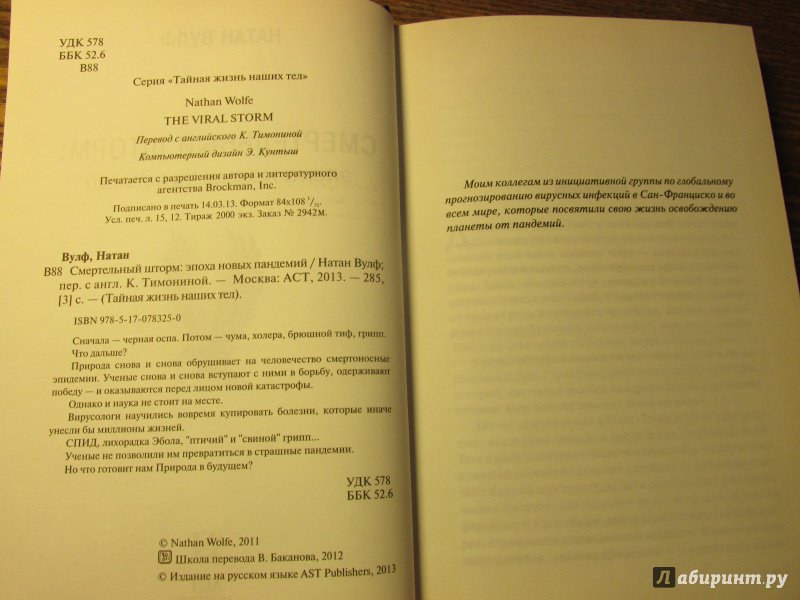 УДК 578
ББК 52.6
В88
Серия «Тайная жизнь наших тел»
Nathan Wolfe
THE VIRAL STORM
Перевод с английского К. Тимониной
Компьютерный дизайн Э. Кунтыш
Печатается с разрешения автора и литературного
агентства Brockman, Inc.
Подписано в печать 14.03.13. Формат 84х108 1/32.
Усл. печ. л. 15, 12. Тираж 2000 экз. Заказ № 2942м.
Вулф, Натан
В88 Смертельный шторм: эпоха новых пандемий / Натан Вулф;
пер. с англ. К. Тимониной. — Москва: АСТ, 2013. — 285,
[3] с. — (Тайная жизнь наших тел).
ISBN 978-5-17-078325-0
Сначала — черная оспа. Потом — чума, холера, брюшной тиф, грипп.
Что дальше?
Природа снова и снова обрушивает на человечество смертоносные
эпидемии. Ученые снова и снова вступают с ними в борьбу, одерживают
победу — и оказываются перед лицом новой катастрофы.
Однако и наука не стоит на месте.
Вирусологи научились вовремя купировать болезни, которые иначе
унесли бы миллионы жизней.
СПИД, лихорадка Эбола, "птичий" и "свиной" грипп...
Ученые не позволили им превратиться в страшные пандемии.
Но что готовит нам Природа в будущем?
УДК 578
ББК 52.6
© Nathan Wolfe, 2011
Школа перевода В. Баканова, 2012
© Издание на русском языке AST Publishers, 2013
Моим коллегам из инициативной группы по глобальному
прогнозированию вирусных инфекций в Сан-Франциско и во
всем мире, которые посвятили свою жизнь освобождению
планеты от пандемий.
Лабиринт.ру